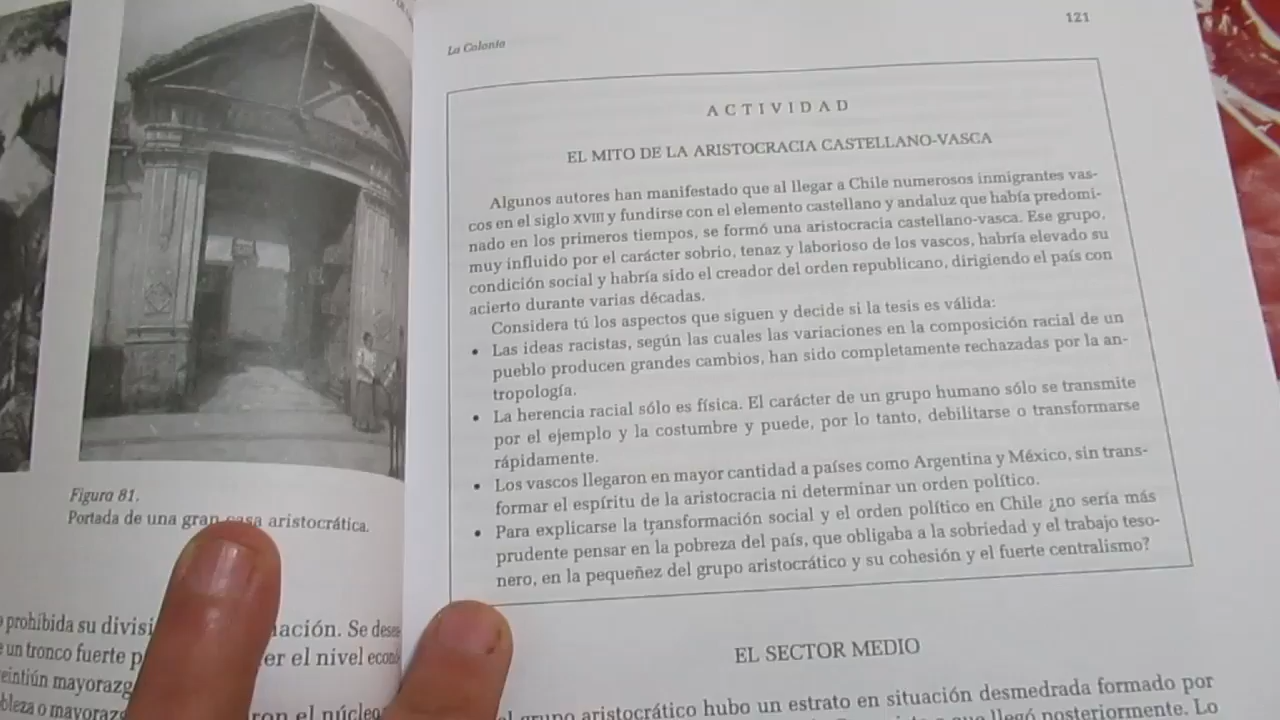 Figura 81.
Portada de una gran casa aristocrática.
prohibida su
ación. Se desea
un tronco fuerte
er el nivel
mayorazg
o mayorazg
ron el núcleo
La Colonia
121
ACTIVIDAD
EL MITO DE LA ARISTOCRACIA CASTELLANO-VASCA
Algunos autores han manifestado que al llegar a Chile numerosos inmigrantes vas-
cos en el siglo XVIII y fundirse con el elemento castellano y andaluz que había predomi-
nado en los primeros tiempos, se formó una aristocracia castellano-vasca. Ese grupo,
muy influido por el carácter sobrio, tenaz y laborioso de los vascos, habría elevado su
condición social y habría sido el creador del orden republicano, dirigiendo el país con
acierto durante varias décadas.
Considera tú los aspectos que siguen y decide si la tesis es válida:
• Las ideas racistas, según las cuales las variaciones en la composición racial de un
pueblo producen grandes cambios, han sido completamente rechazadas por la an-
tropología.
• La herencia racial sólo es física. El carácter de un grupo humano sólo se transmite
por el ejemplo y la costumbre y puede, por lo tanto, debilitarse o transformarse
rápidamente.
• Los vascos llegaron en mayor cantidad a países como Argentina y México, sin trans-
formar el espíritu de la aristocracia ni determinar un orden político.
• Para explicarse la transformación social y el orden político en Chile ¿no sería más
prudente pensar en la pobreza del país, que obligaba a la sobriedad y el trabajo teso-
nero, en la pequeñez del grupo aristocrático y su cohesión y el fuerte centralismo?
EL SECTOR MEDIO
el grupo aristocrático hubo un estrato en situación desmedrada formado por
que llegó posteriormente. Lo